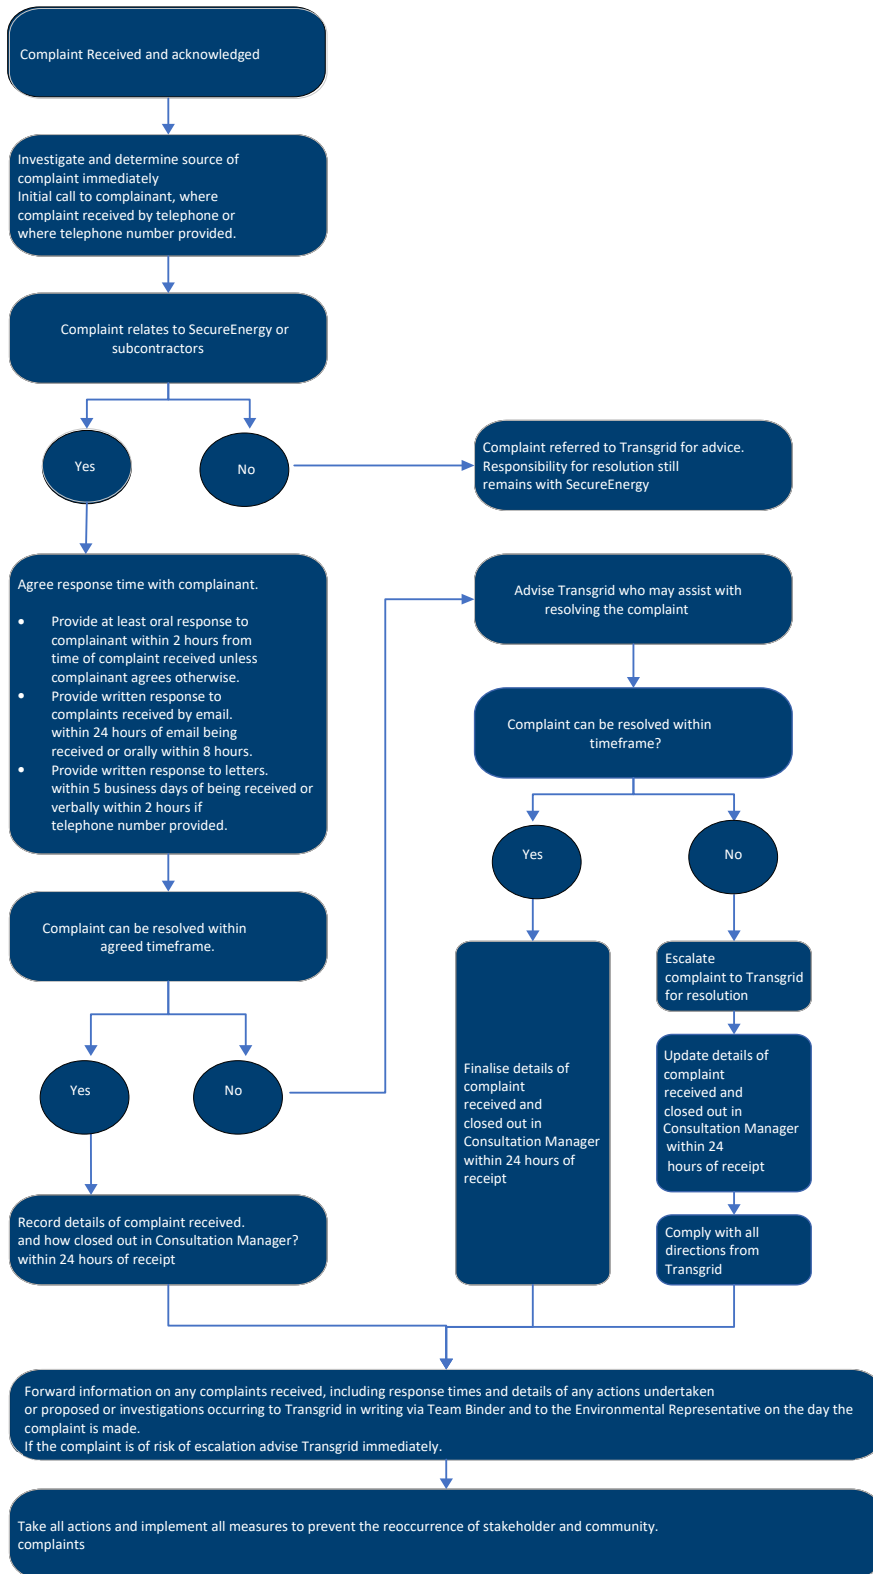 Complaint Received and acknowledged
Investigate and determine source of
complaint immediately
Initial call to complainant, where
complaint received by telephone or
where telephone number provided.
Complaint relates to SecureEnergy or
subcontractors
Yes
No
Complaint referred to Transgrid for advice.
Responsibility for resolution still
remains with SecureEnergy
Agree response time with complainant.
• Provide at least oral response to
complainant within 2 hours from
time of complaint received unless
complainant agrees otherwise.
• Provide written response to
complaints received by email.
within 24 hours of email being
received or orally within 8 hours.
• Provide written response to letters.
within 5 business days of being received or
verbally within 2 hours if
telephone number provided.
Complaint can be resolved within
agreed timeframe.
Yes
No
Record details of complaint received.
and how closed out in Consultation Manager?
within 24 hours of receipt
Advise Transgrid who may assist with
resolving the complaint
Complaint can be resolved within
timeframe?
Yes
No
Finalise details of
complaint
received and
closed out in
Consultation Manager
within 24 hours of
receipt
Escalate
complaint to Transgrid
for resolution
Update details of
complaint
received and
closed out in
Consultation Manager
within 24
hours of receipt
Comply with all
directions from
Transgrid
Forward information on any complaints received, including response times and details of any actions undertaken
or proposed or investigations occurring to Transgrid in writing via Team Binder and to the Environmental Representative on the day the
complaint is made.
If the complaint is of risk of escalation advise Transgrid immediately.
Take all actions and implement all measures to prevent the reoccurrence of stakeholder and community.
complaints